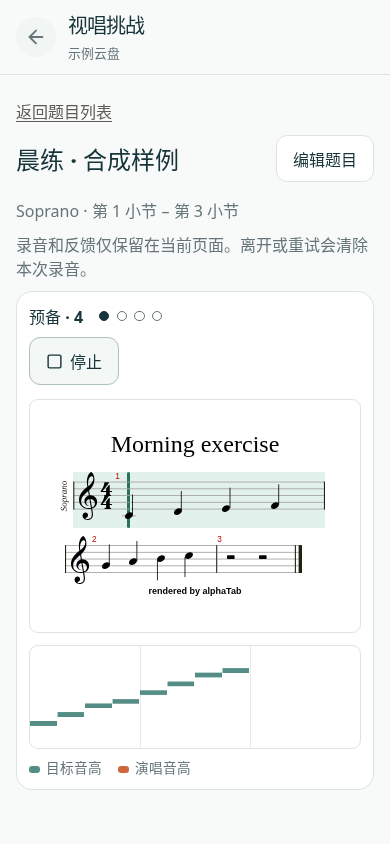 视唱挑战
示例云盘
返回题目列表
晨练 · 合成样例
编辑题目
Soprano · 第 1 小节 – 第 3 小节
录音和反馈仅保留在当前页面。离开或重试会清除
本次录音。
预备 · 4
停止
Morning exercise
Soprano
1
4
4
2
3
rendered by alphaTab
目标音高
演唱音高